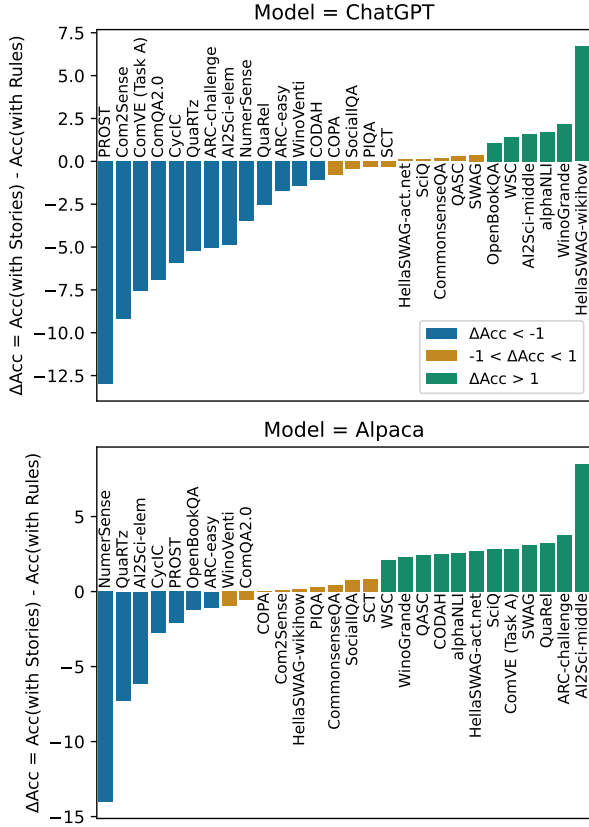 Model = ChatGPT
ΔAcc = Acc(with Stories) - Acc(with Rules)
7.5
5.0
2.5
0.0
−2.5
−5.0
−7.5
−10.0
−12.5
PROST
Com2Sense
ComVE (Task A)
ComQA2.0
CycIC
QuaRTz
ARC-challenge
AI2Sci-elem
NumerSense
QuaRel
ARC-easy
WinoVenti
CODAH
COPA
SocialIQA
PIQA
SCT
HellaSWAG-act.net
SciQ
CommonsenseQA
QASC
SWAG
OpenBookQA
WSC
AI2Sci-middle
alphaNLI
WinoGrande
HellaSWAG-wikihow
ΔAcc < -1
-1 < ΔAcc < 1
ΔAcc > 1
Model = Alpaca
ΔAcc = Acc(with Stories) - Acc(with Rules)
5
0
−5
−10
−15
NumerSense
QuaRTz
AI2Sci-elem
CycIC
PROST
OpenBookQA
ARC-easy
WinoVenti
ComQA2.0
COPA
Com2Sense
HellaSWAG-wikihow
PIQA
CommonsenseQA
SocialIQA
SCT
WSC
WinoGrande
QASC
CODAH
alphaNLI
HellaSWAG-act.net
SciQ
ComVE (Task A)
SWAG
QuaRel
ARC-challenge
AI2Sci-middle